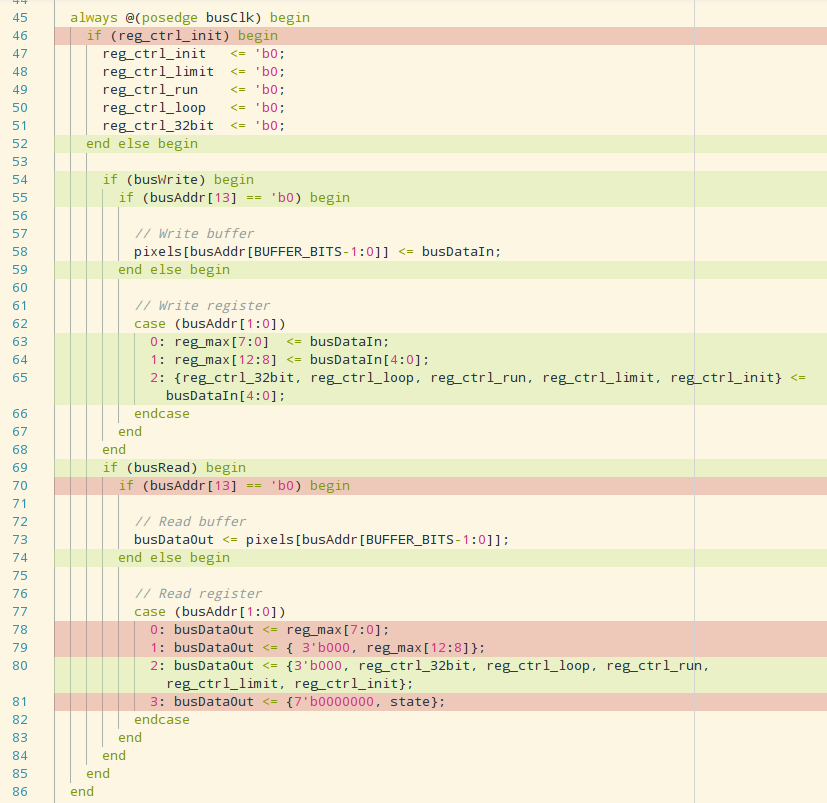 45 always @(posedge busClk) begin
46 if (reg_ctrl_init) begin
47 reg_ctrl_init <= 'b0;
48 reg_ctrl_limit <= 'b0;
49 reg_ctrl_run <= 'b0;
50 reg_ctrl_loop <= 'b0;
51 reg_ctrl_32bit <= 'b0;
52 end else begin
53
54 if (busWrite) begin
55 if (busAddr[13] == 'b0) begin
56
57 // Write buffer
58 pixels[busAddr[BUFFER_BITS-1:0]] <= busDataIn;
59 end else begin
60
61 // Write register
62 case (busAddr[1:0])
63 0: reg_max[7:0] <= busDataIn;
64 1: reg_max[12:8] <= busDataIn[4:0];
65 2: {reg_ctrl_32bit, reg_ctrl_loop, reg_ctrl_run, reg_ctrl_limit, reg_ctrl_init} <=
busDataIn[4:0];
66 endcase
67 end
68 end
69 if (busRead) begin
70 if (busAddr[13] == 'b0) begin
71
72 // Read buffer
73 busDataOut <= pixels[busAddr[BUFFER_BITS-1:0]];
74 end else begin
75
76 // Read register
77 case (busAddr[1:0])
78 0: busDataOut <= reg_max[7:0];
79 1: busDataOut <= { 3'b000, reg_max[12:8]};
80 2: busDataOut <= {3'b000, reg_ctrl_32bit, reg_ctrl_loop, reg_ctrl_run,
reg_ctrl_limit, reg_ctrl_init};
81 3: busDataOut <= {7'b0000000, state};
82 endcase
83 end
84 end
85 end
86 end